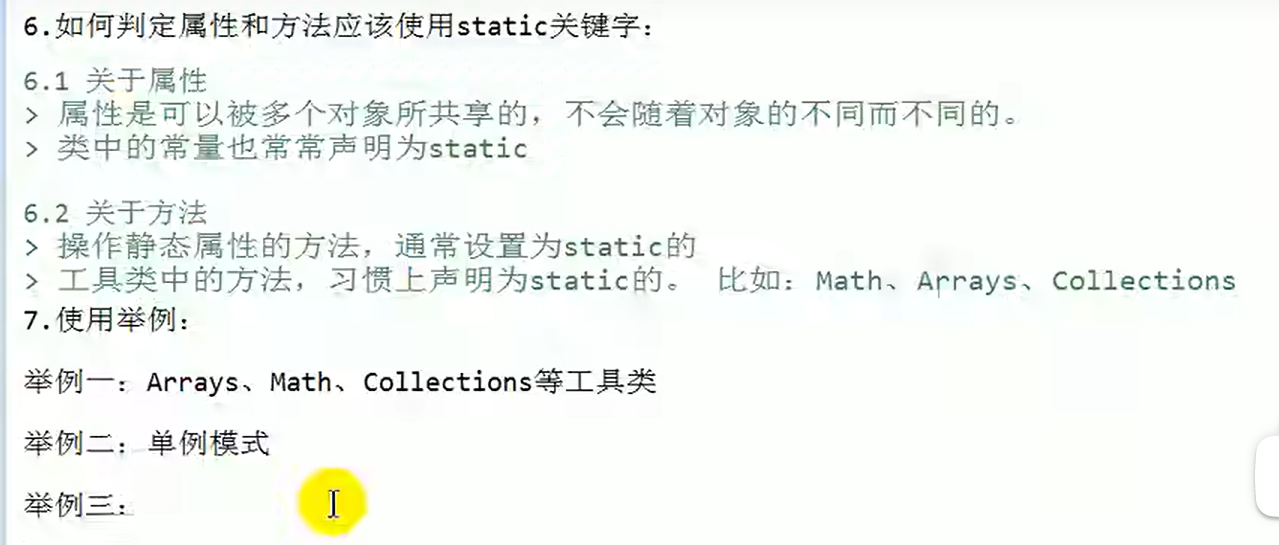 6.如何判定属性和方法应该使用static关键字：
6.1 关于属性
> 属性是可以被多个对象所共享的，不会随着对象的不同而不同的。
> 类中的常量也常常声明为static
6.2 关于方法
> 操作静态属性的方法，通常设置为static的
> 工具类中的方法，习惯上声明为static的。 比如：Math、Arrays、Collections
7.使用举例：
举例一：Arrays、Math、Collections等工具类
举例二：单例模式
举例三：